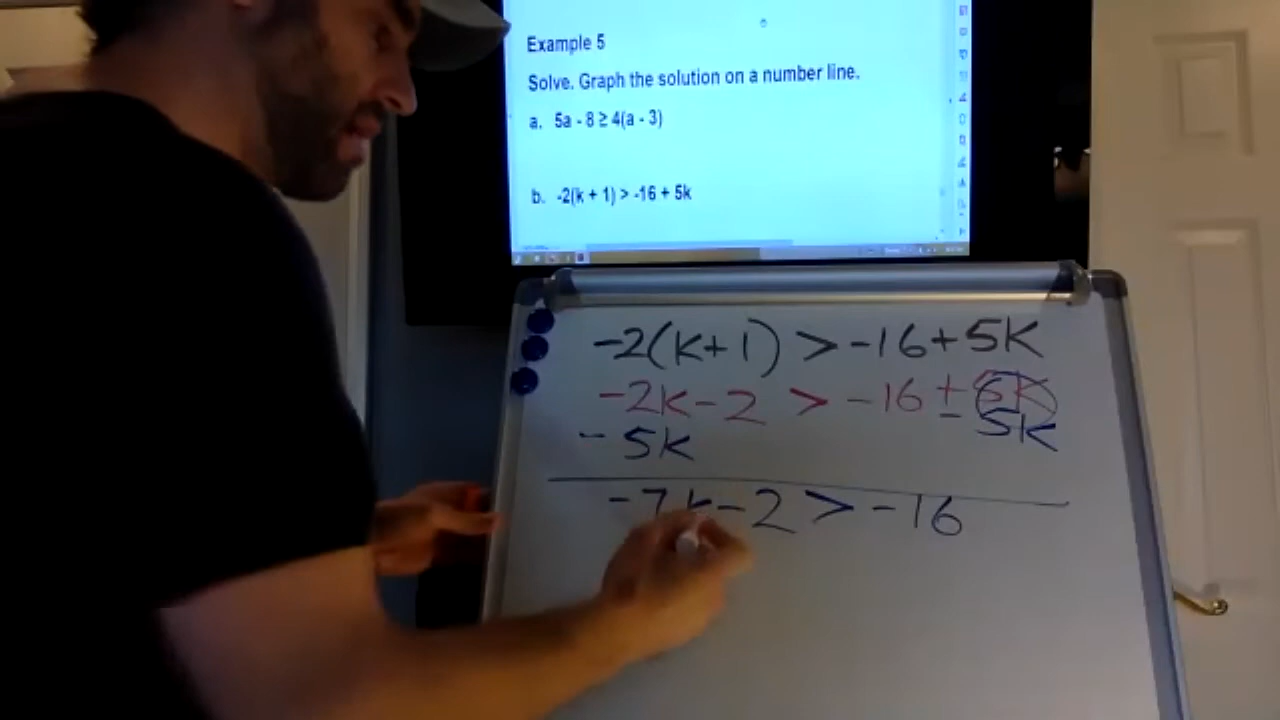 Example 5
Solve. Graph the solution on a number line.
a. 5a - 8 ≥ 4(a - 3)
b. -2(k + 1) > -16 + 5k
-2(K+1) > -16+5K
-2K-2 > -16+5K
-5K -5K
-7K-2 > -16